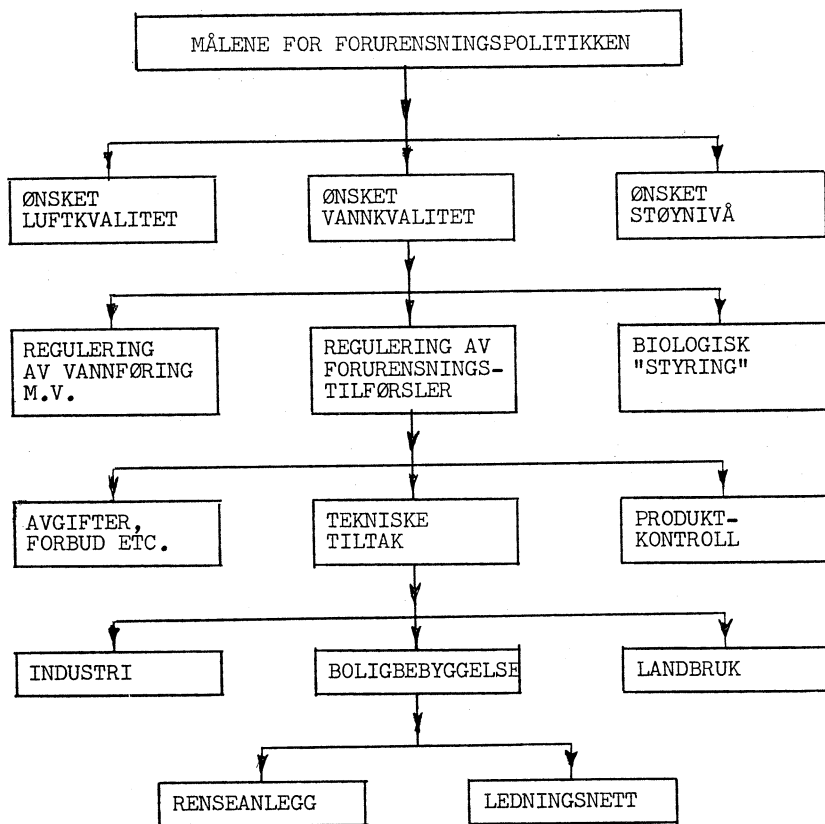 MÅLENE FOR FORURENSNINGSPOLITIKKEN
ØNSKET
LUFTKVALITET
ØNSKET
VANNKVALITET
ØNSKET
STØYNIVÅ
REGULERING
AV VANNFØRING
M.V.
REGULERING AV
FORURENSNINGS-
TILFØRSLER
BIOLOGISK
"STYRING"
AVGIFTER,
FORBUD ETC.
TEKNISKE
TILTAK
PRODUKT-
KONTROLL
INDUSTRI
BOLIGBEBYGGELSE
LANDBRUK
RENSEANLEGG
LEDNINGSNETT